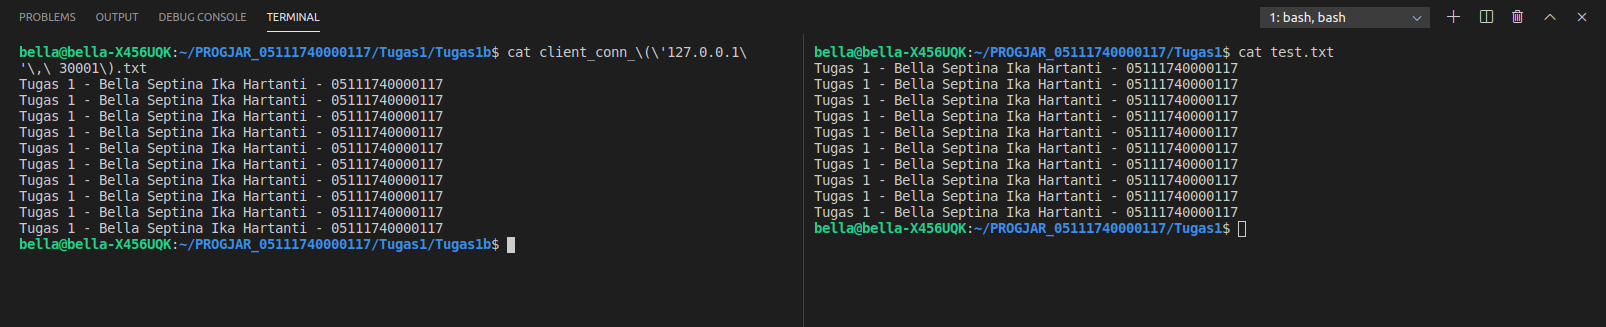 PROBLEMS OUTPUT DEBUG CONSOLE TERMINAL 1: bash, bash
bella@bella-X456UQK:~/PROGJAR_05111740000117/Tugas1/Tugas1b$ cat client_conn_\(\'127.0.0.1\
'\,\ 30001\).txt
Tugas 1 - Bella Septina Ika Hartanti - 05111740000117
Tugas 1 - Bella Septina Ika Hartanti - 05111740000117
Tugas 1 - Bella Septina Ika Hartanti - 05111740000117
Tugas 1 - Bella Septina Ika Hartanti - 05111740000117
Tugas 1 - Bella Septina Ika Hartanti - 05111740000117
Tugas 1 - Bella Septina Ika Hartanti - 05111740000117
Tugas 1 - Bella Septina Ika Hartanti - 05111740000117
Tugas 1 - Bella Septina Ika Hartanti - 05111740000117
Tugas 1 - Bella Septina Ika Hartanti - 05111740000117
Tugas 1 - Bella Septina Ika Hartanti - 05111740000117
bella@bella-X456UQK:~/PROGJAR_05111740000117/Tugas1/Tugas1b$
bella@bella-X456UQK:~/PROGJAR_05111740000117/Tugas1$ cat test.txt
Tugas 1 - Bella Septina Ika Hartanti - 05111740000117
Tugas 1 - Bella Septina Ika Hartanti - 05111740000117
Tugas 1 - Bella Septina Ika Hartanti - 05111740000117
Tugas 1 - Bella Septina Ika Hartanti - 05111740000117
Tugas 1 - Bella Septina Ika Hartanti - 05111740000117
Tugas 1 - Bella Septina Ika Hartanti - 05111740000117
Tugas 1 - Bella Septina Ika Hartanti - 05111740000117
Tugas 1 - Bella Septina Ika Hartanti - 05111740000117
Tugas 1 - Bella Septina Ika Hartanti - 05111740000117
Tugas 1 - Bella Septina Ika Hartanti - 05111740000117
bella@bella-X456UQK:~/PROGJAR_05111740000117/Tugas1$